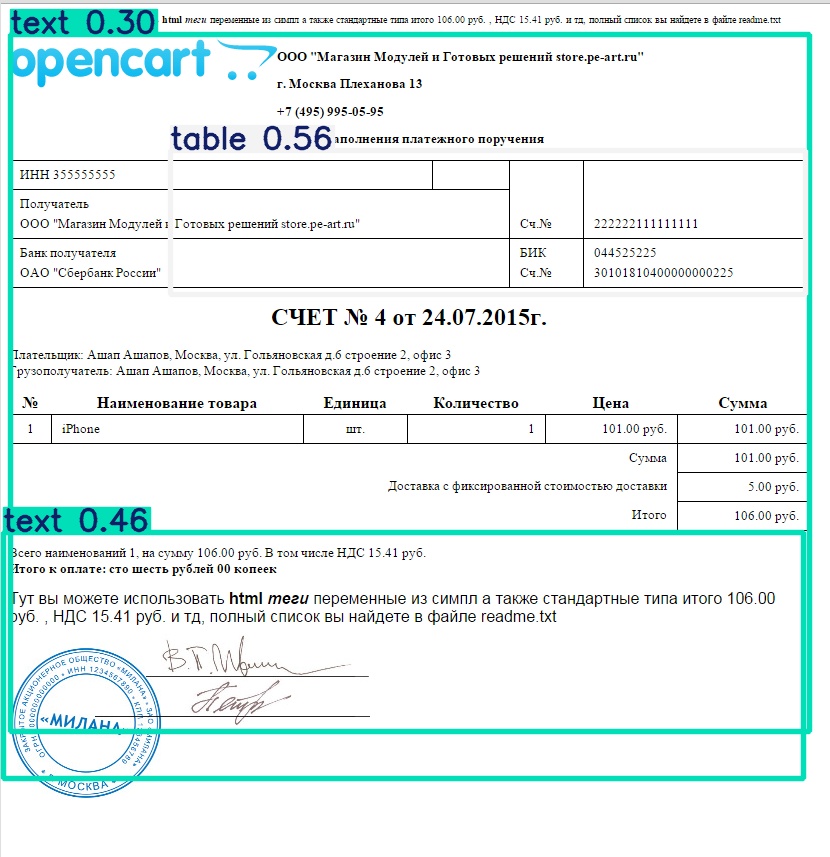 text 0.30
html теги переменные из симпл а также стандартные типа итого 106.00 руб. , НДС 15.41 руб. и тд, полный список вы найдете в файле readme.txt
opencart
ООО "Магазин Модулей и Готовых решений store.pe-art.ru"
г. Москва Плеханова 13
+7 (495) 995-05-95
table 0.56
заполнения платежного поручения
ИНН 355555555
Получатель
ООО "Магазин Модулей и Готовых решений store.pe-art.ru" Сч.№ 222222111111111
Банк получателя БИК 044525225
ОАО "Сбербанк России" Сч.№ 30101810400000000225
СЧЕТ № 4 от 24.07.2015г.
Плательщик: Ашап Ашапов, Москва, ул. Гольяновская д.6 строение 2, офис 3
Грузополучатель: Ашап Ашапов, Москва, ул. Гольяновская д.6 строение 2, офис 3
№ Наименование товара Единица Количество Цена Сумма
1 iPhone шт. 1 101.00 руб. 101.00 руб.
Сумма 101.00 руб.
Доставка с фиксированной стоимостью доставки 5.00 руб.
Итого 106.00 руб.
text 0.46
Всего наименований 1, на сумму 106.00 руб. В том числе НДС 15.41 руб.
Итого к оплате: сто шесть рублей 00 копеек
Тут вы можете использовать html теги переменные из симпл а также стандартные типа итого 106.00
руб. , НДС 15.41 руб. и тд, полный список вы найдете в файле readme.txt
ЗАКРЫТОЕ АКЦИОНЕРНОЕ ОБЩЕСТВО «МИЛАНА» • ЗАО «МИЛАНА»
ИНН 1234567890 • КПП 123456789
«МИЛАНА»
г. МОСКВА